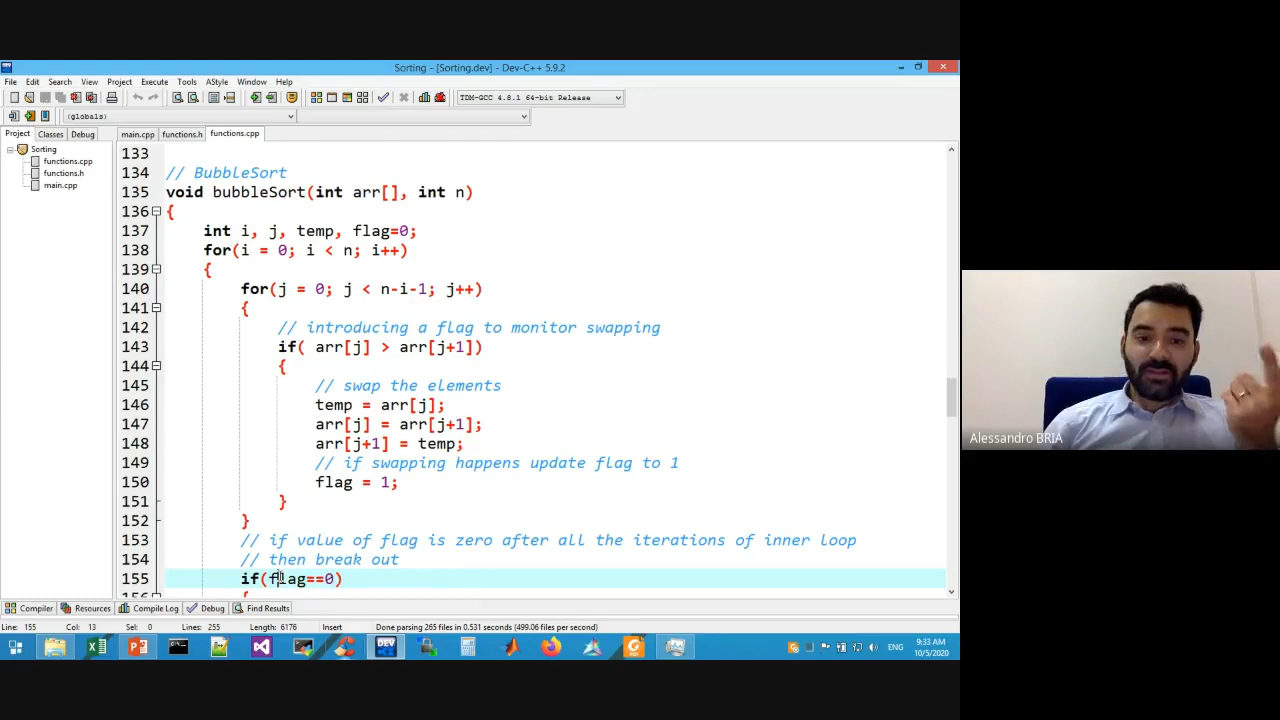 Sorting - [Sorting.dev] - Dev-C++ 5.9.2
File Edit Search View Project Execute Tools AStyle Window Help
TDM-GCC 4.8.1 64-bit Release
(globals)
Project Classes Debug main.cpp functions.h functions.cpp
Sorting
functions.cpp
functions.h
main.cpp
133
134 // BubbleSort
135 void bubbleSort(int arr[], int n)
136 {
137 int i, j, temp, flag=0;
138 for(i = 0; i < n; i++)
139 {
140 for(j = 0; j < n-i-1; j++)
141 {
142 // introducing a flag to monitor swapping
143 if( arr[j] > arr[j+1])
144 {
145 // swap the elements
146 temp = arr[j];
147 arr[j] = arr[j+1];
148 arr[j+1] = temp;
149 // if swapping happens update flag to 1
150 flag = 1;
151 }
152 }
153 // if value of flag is zero after all the iterations of inner loop
154 // then break out
155 if(flag==0)
156 {
Compiler Resources Compile Log Debug Find Results
Line: 155 Col: 13 Sel: 0 Lines: 255 Length: 6176 Insert Done parsing 265 files in 0.531 seconds (499.06 files per second)
DEV
PDF
ENG
9:33 AM
10/5/2020
Alessandro BRIA